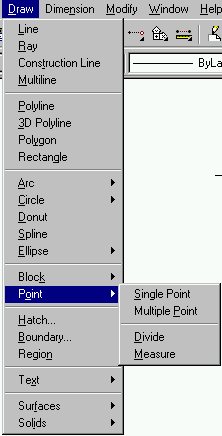 Draw Dimension Modify Window Help
Line
Ray
Construction Line
Multiline
ByLa
Polyline
3D Polyline
Polygon
Rectangle
Arc
Circle
Donut
Spline
Ellipse
Block
Point
Single Point
Multiple Point
Divide
Measure
Hatch...
Boundary...
Region
Text
Surfaces
Solids